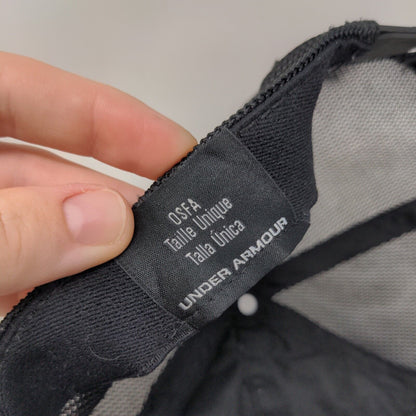 OSFA
Taille Unique
Talla Única
UNDER ARMOUR